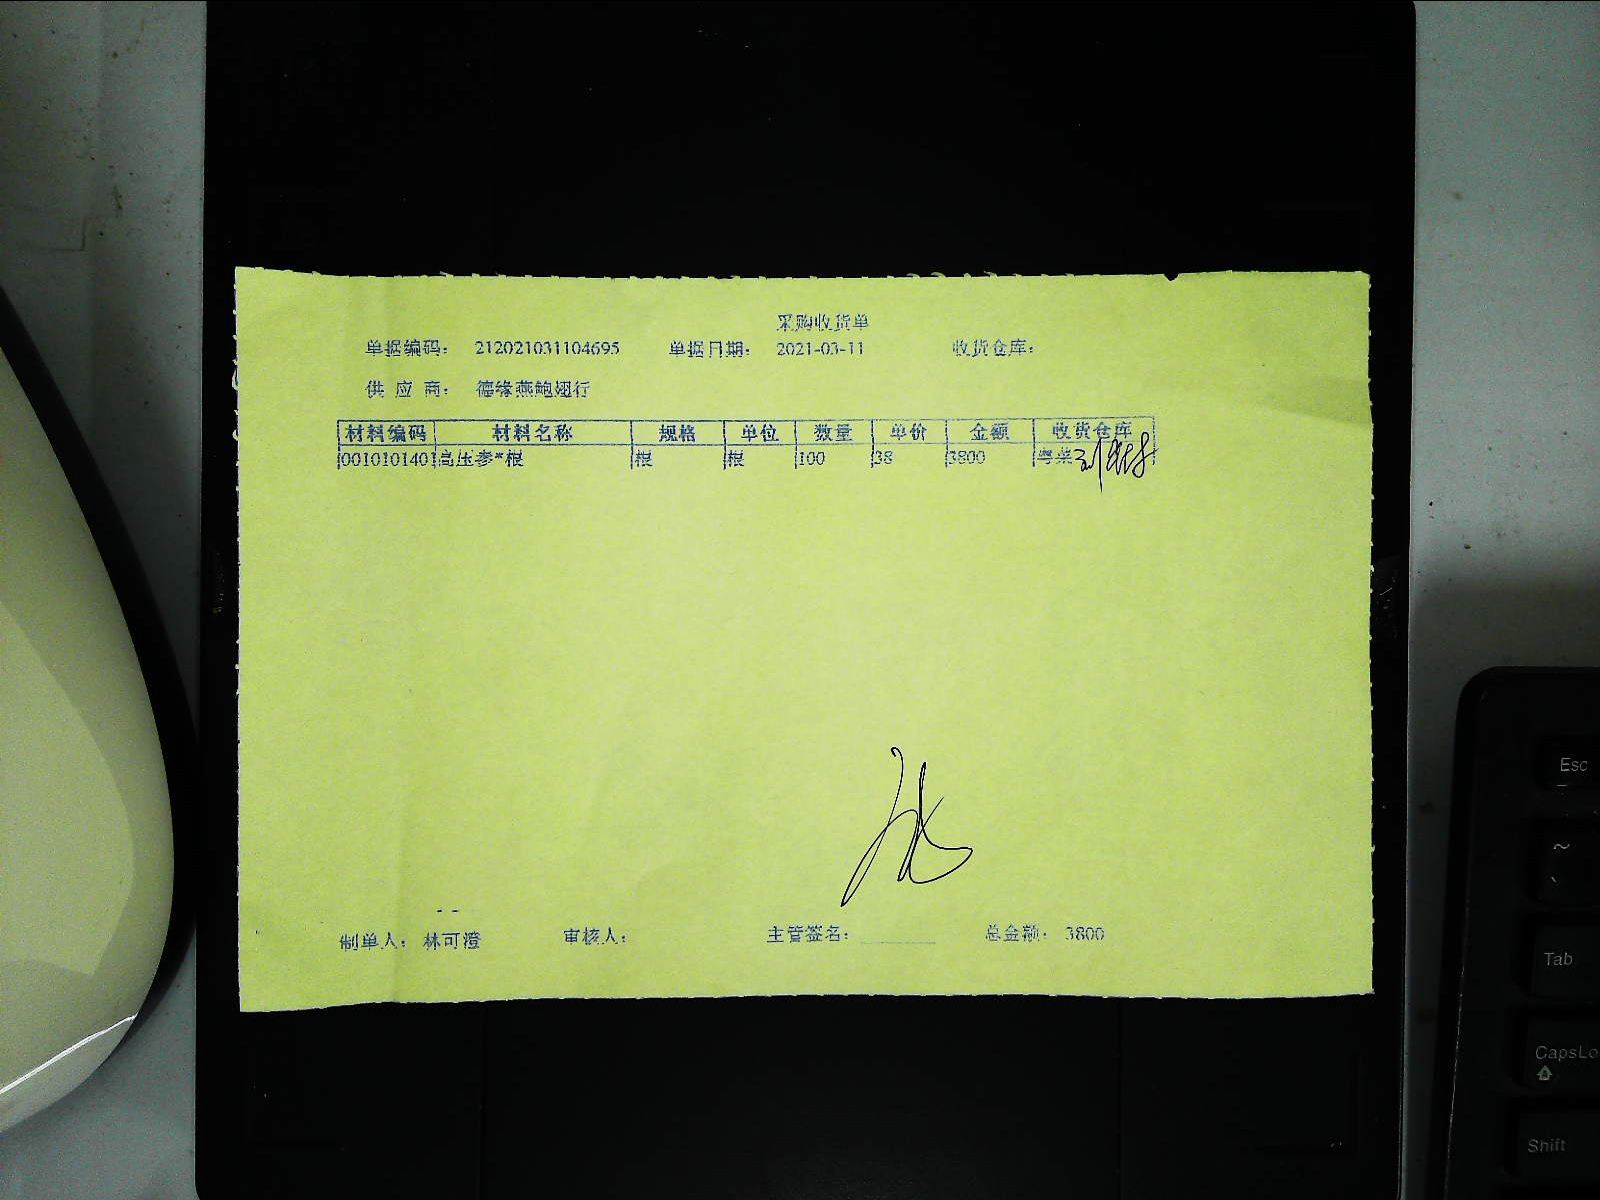 采购收货单
单据编码： 212021031104695 单据日期： 2021-03-11 收货仓库：
供 应 商： 德缘燕鲍翅行
材料编码 材料名称 规格 单位 数量 单价 金额 收货仓库
0010101401 高压参*根 根 根 100 38 3800 粤菜
制单人： 林可澄 审核人： 主管签名： 总金额： 3800
Esc
~
`
Tab
CapsLo
Shift